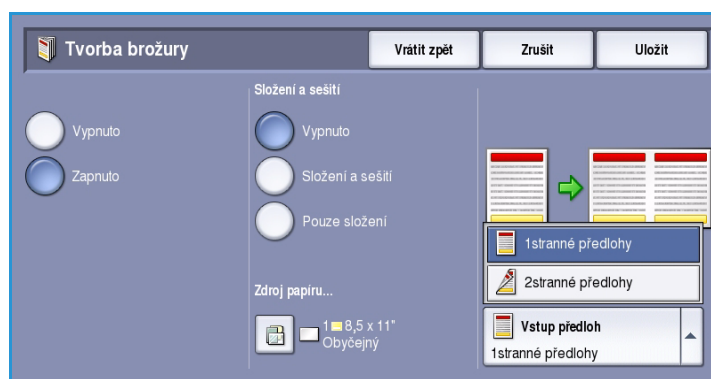 Tvorba brožury
Vrátit zpět
Zrušit
Uložit
Vypnuto
Zapnuto
Složení a sešití
Vypnuto
Složení a sešití
Pouze složení
Zdroj papíru...
1 8,5 x 11"
Obyčejný
1stranné předlohy
2stranné předlohy
Vstup předloh
1stranné předlohy